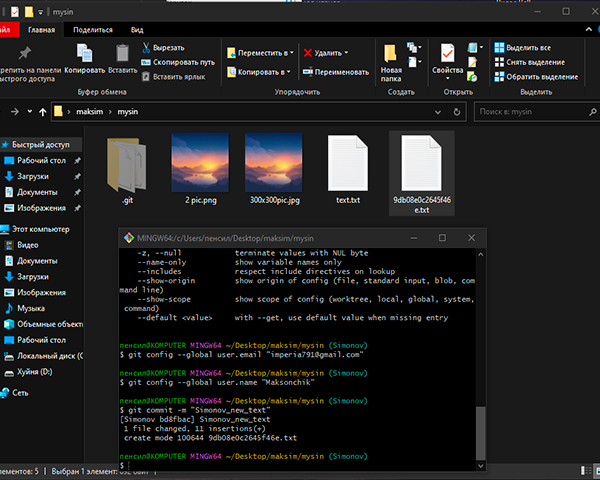 mysin
айл
Главная
Поделиться
Вид
репить на панели
ыстрого доступа
Копировать
Вставить
Вырезать
Скопировать путь
Вставить ярлык
Буфер обмена
Переместить в
Копировать в
Удалить
Переименовать
Упорядочить
Новая
папка
Создать
Свойства
Открыть
Выделить все
Снять выделение
Обратить выделение
Выделить
maksim
mysin
Поиск в: mysin
Быстрый доступ
Рабочий стол
Загрузки
Документы
Изображения
Этот компьютер
Видео
Документы
Загрузки
Изображения
Музыка
Объемные объекты
Рабочий стол
Локальный диск (
Хуйня (D:)
Сеть
.git
2 pic.png
300x300pic.jpg
text.txt
9db08e0c2645f46
e.txt
MINGW64:/c/Users/пенсил/Desktop/maksim/mysin
-z, --null terminate values with NUL byte
--name-only show variable names only
--includes respect include directives on lookup
--show-origin show origin of config (file, standard input, blob, com
mand line)
--show-scope show scope of config (worktree, local, global, system,
command)
--default <value> with --get, use default value when missing entry
пенсил@KOMPUTER MINGW64 ~/Desktop/maksim/mysin (Simonov)
$ git config --global user.email "imperia791@gmail.com"
пенсил@KOMPUTER MINGW64 ~/Desktop/maksim/mysin (Simonov)
$ git config --global user.name "Maksonchik"
пенсил@KOMPUTER MINGW64 ~/Desktop/maksim/mysin (Simonov)
$ git commit -m "Simonov_new_text"
[Simonov bd8fbac] Simonov_new_text
1 file changed, 11 insertions(+)
create mode 100644 9db08e0c2645f46e.txt
пенсил@KOMPUTER MINGW64 ~/Desktop/maksim/mysin (Simonov)
$
лементов: 5
Выбран 1 элемент: